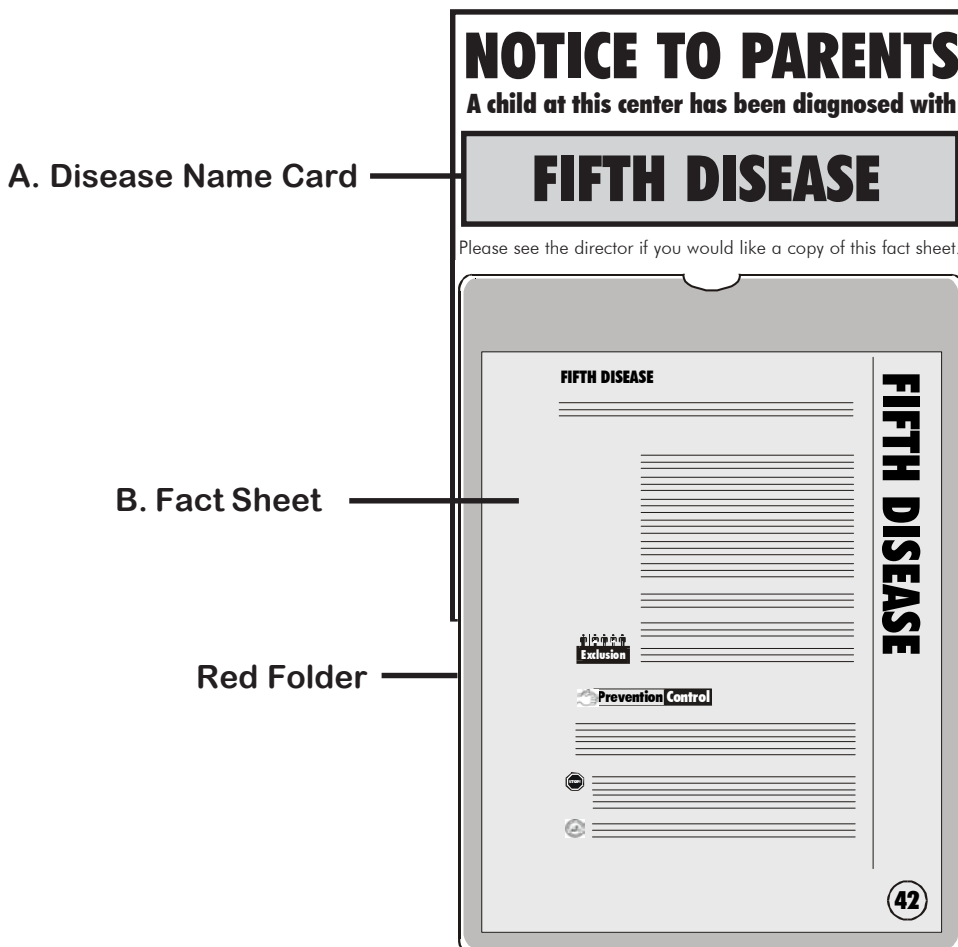 NOTICE TO PARENTS
A child at this center has been diagnosed with
A. Disease Name Card
FIFTH DISEASE
Please see the director if you would like a copy of this fact sheet.
FIFTH DISEASE
FIFTH DISEASE
B. Fact Sheet
Exclusion
Red Folder
Prevention Control
STOP!
42